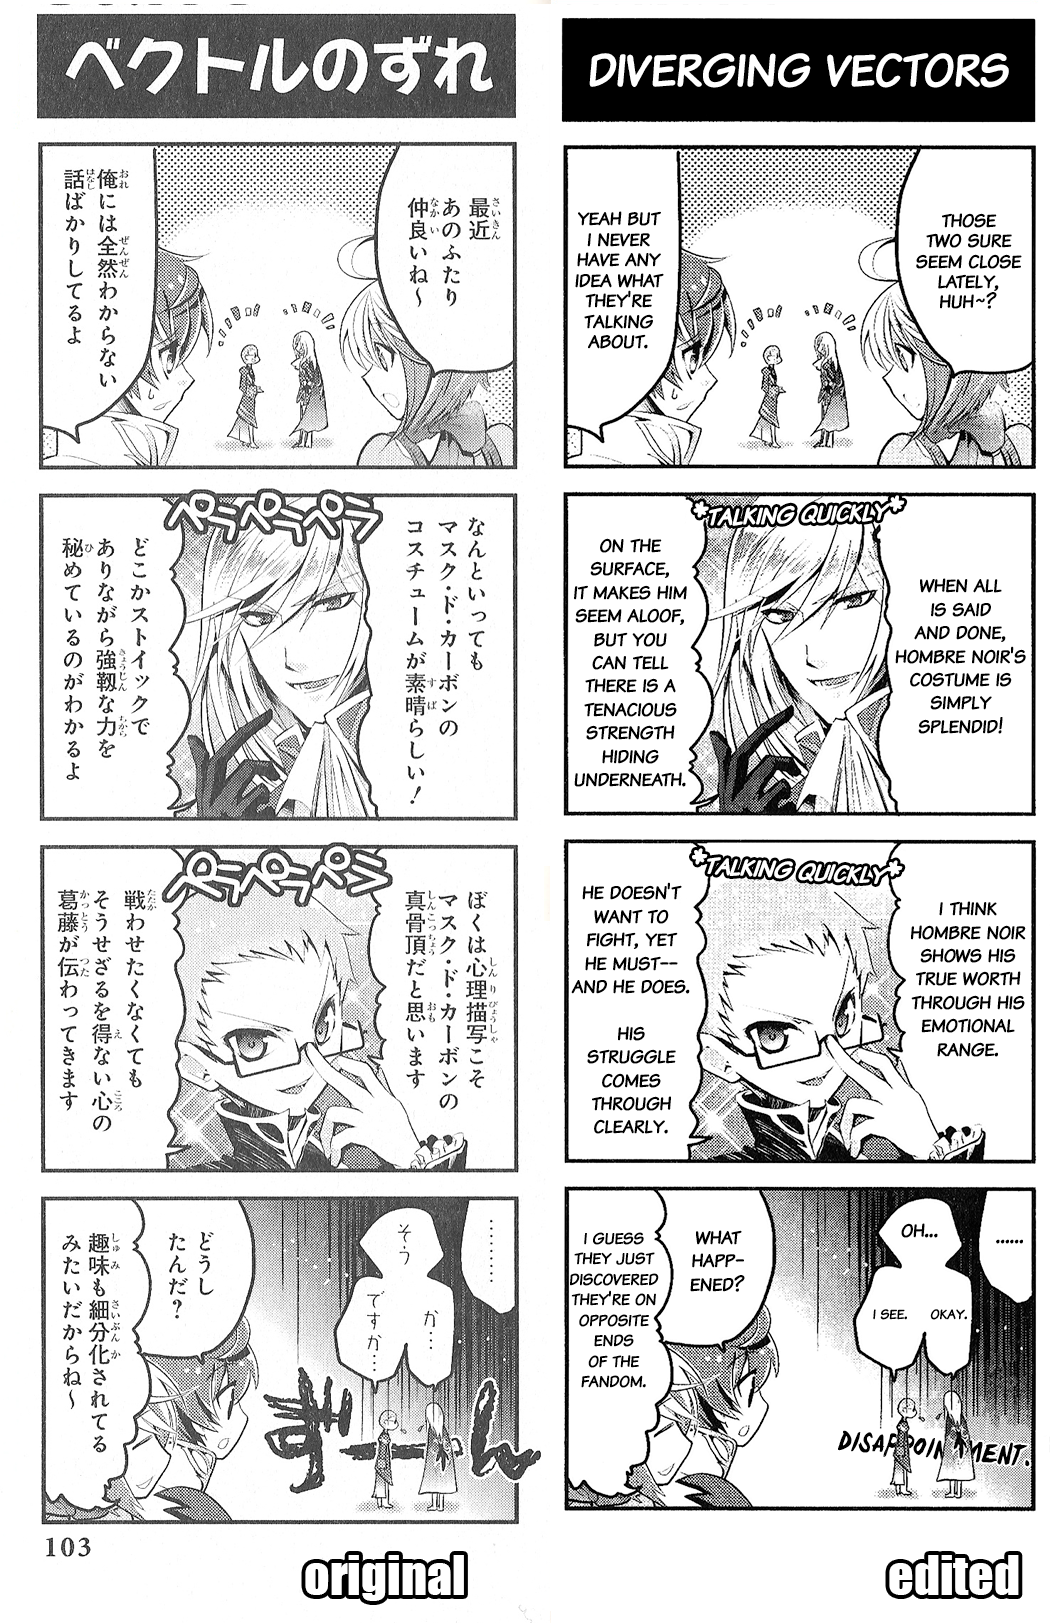 ベクトルのずれ
最近
あのふたり
仲良いね～
俺には全然わからない
話ばかりしてるよ
ペラペラペラ
なんといっても
マスク・ド・カーボンの
コスチュームが素晴らしい！
どこかストイックで
ありながら強靱な力を
秘めているのがわかるよ
ペラペラペラ
ぼくは心理描写こそ
マスク・ド・カーボンの
真骨頂だと思います
戦わせたくなくても
そうせざるを得ない心の
葛藤が伝わってきます
………
そう
か…
ですか…
ずーん
どうし
たんだ？
趣味も細分化されてる
みたいだからね～
103
original
DIVERGING VECTORS
THOSE
TWO SURE
SEEM CLOSE
LATELY,
HUH~?
YEAH BUT
I NEVER
HAVE ANY
IDEA WHAT
THEY'RE
TALKING
ABOUT.
*TALKING QUICKLY*
WHEN ALL
IS SAID
AND DONE,
HOMBRE NOIR'S
COSTUME IS
SIMPLY
SPLENDID!
ON THE
SURFACE,
IT MAKES HIM
SEEM ALOOF,
BUT YOU
CAN TELL
THERE IS A
TENACIOUS
STRENGTH
HIDING
UNDERNEATH.
*TALKING QUICKLY*
I THINK
HOMBRE NOIR
SHOWS HIS
TRUE WORTH
THROUGH HIS
EMOTIONAL
RANGE.
HE DOESN'T
WANT TO
FIGHT, YET
HE MUST--
AND HE DOES.
HIS
STRUGGLE
COMES
THROUGH
CLEARLY.
......
OH...
I SEE. OKAY.
DISAPPOINTMENT.
WHAT
HAPP-
ENED?
I GUESS
THEY JUST
DISCOVERED
THEY'RE ON
OPPOSITE
ENDS
OF THE
FANDOM.
edited